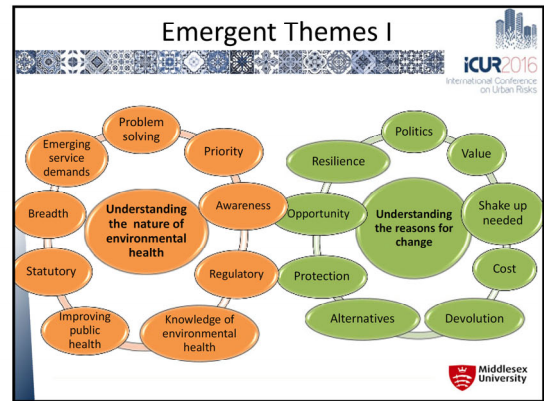 Emergent Themes I
iCUR2016
International Conference
on Urban Risks
Problem
solving
Priority
Awareness
Regulatory
Knowledge of
environmental
health
Improving
public
health
Statutory
Breadth
Emerging
service
demands
Understanding
the
nature of
environmental
health
Politics
Value
Shake up
needed
Cost
Devolution
Alternatives
Protection
Opportunity
Resilience
Understanding
the reasons for
change
Middlesex
University